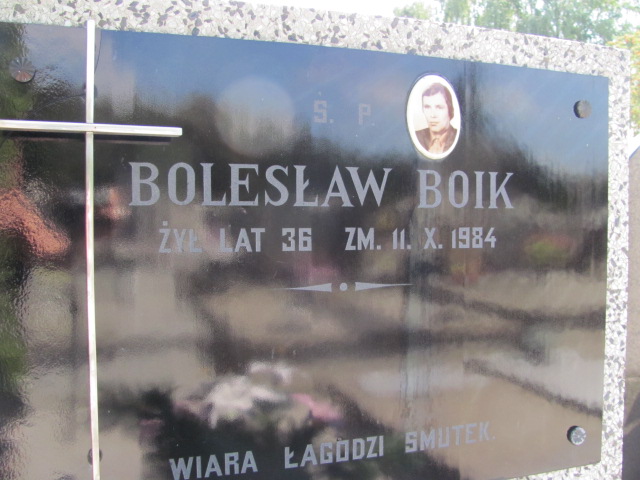 Ś. P.
BOLESŁAW BOIK
ŻYŁ LAT 36 ZM. 11. X. 1984
WIARA ŁAGODZI SMUTEK.